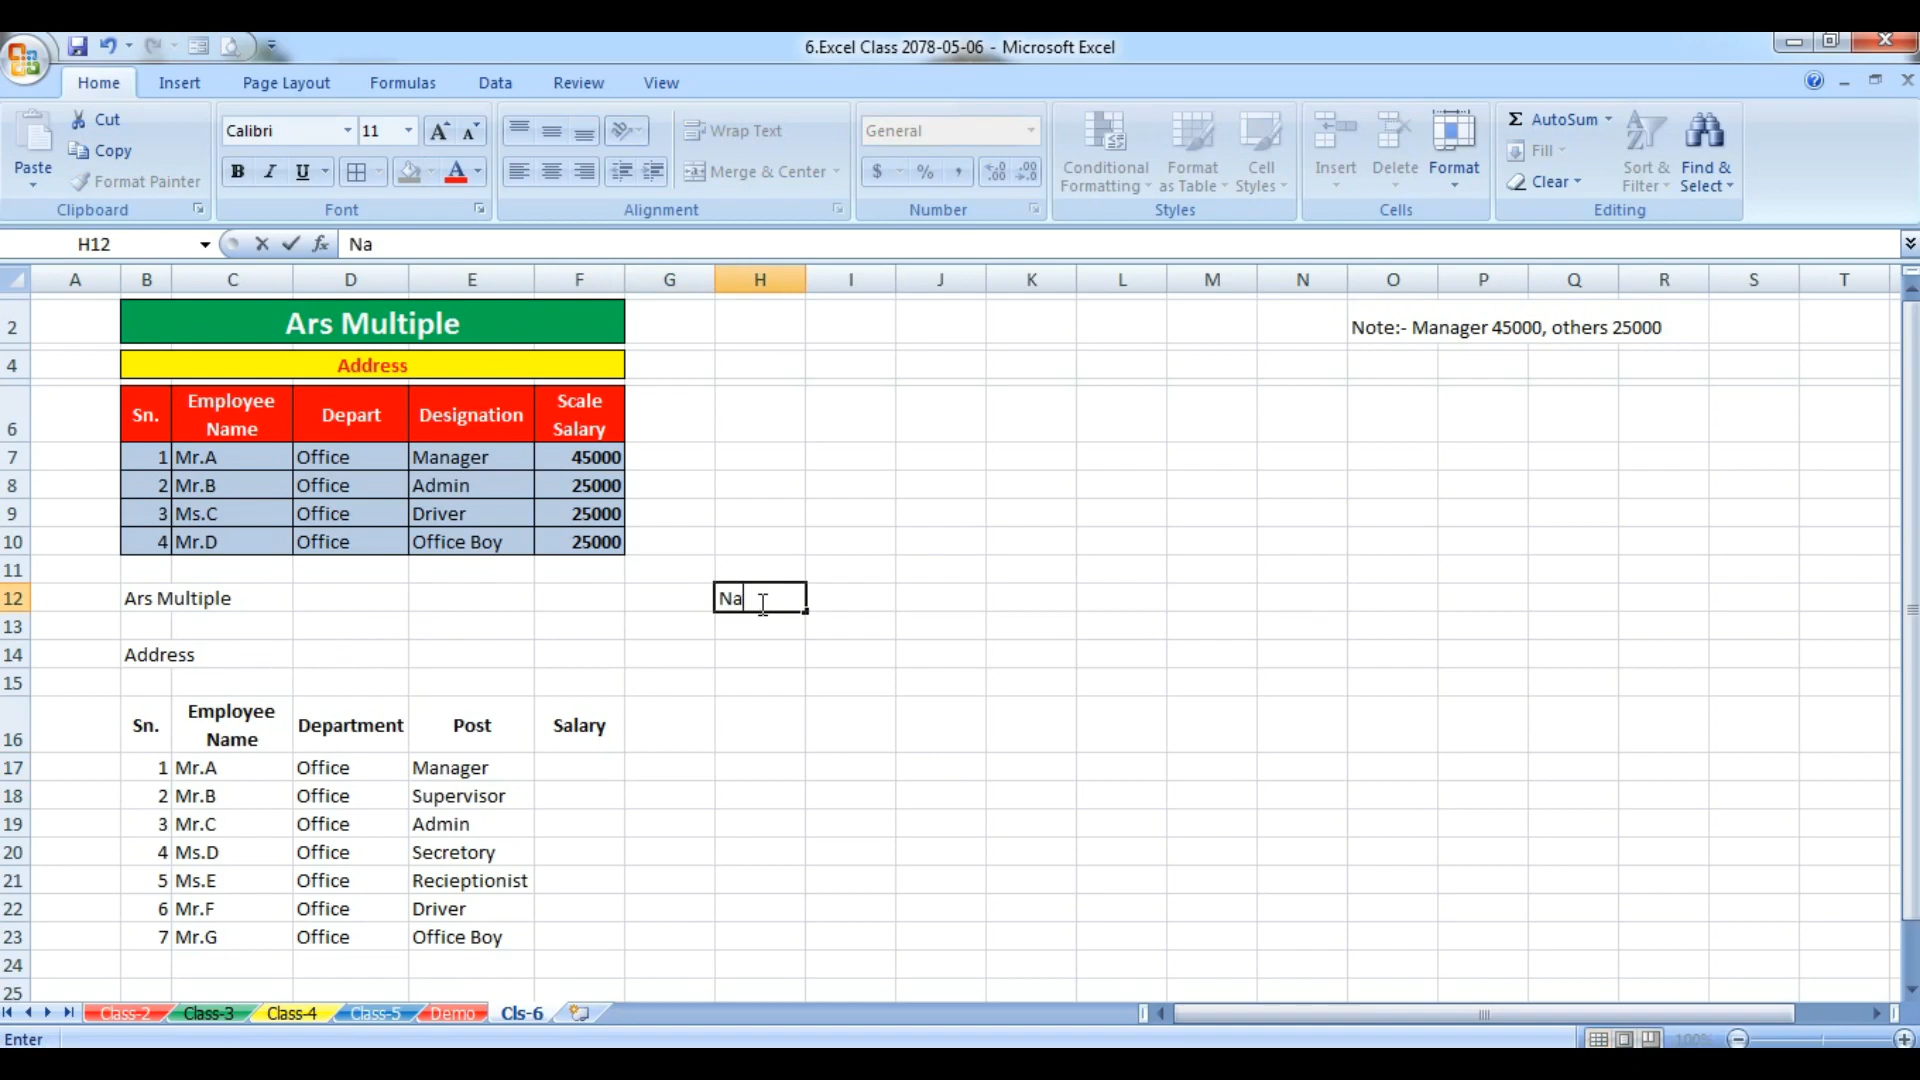 6.Excel Class 2078-05-06 - Microsoft Excel
Home Insert Page Layout Formulas Data Review View
Paste
Cut
Copy
Format Painter
Clipboard
Calibri 11
B I U
Font
Wrap Text
Merge & Center
Alignment
General
$ % ,
Number
Conditional Formatting
Format as Table
Cell Styles
Styles
Insert Delete Format
Cells
Σ AutoSum
Fill
Clear
Sort & Filter
Find & Select
Editing
H12 fx Na
A B C D E F G H I J K L M N O P Q R S T
2 Ars Multiple Note:- Manager 45000, others 25000
4 Address
6 Sn. Employee Name Depart Designation Scale Salary
7 1 Mr.A Office Manager 45000
8 2 Mr.B Office Admin 25000
9 3 Ms.C Office Driver 25000
10 4 Mr.D Office Office Boy 25000
11
12 Ars Multiple Na
13
14 Address
15
16 Sn. Employee Name Department Post Salary
17 1 Mr.A Office Manager
18 2 Mr.B Office Supervisor
19 3 Mr.C Office Admin
20 4 Ms.D Office Secretory
21 5 Ms.E Office Recieptionist
22 6 Mr.F Office Driver
23 7 Mr.G Office Office Boy
24
25
Class-2 Class-3 Class-4 Class-5 Demo Cls-6
Enter 100%